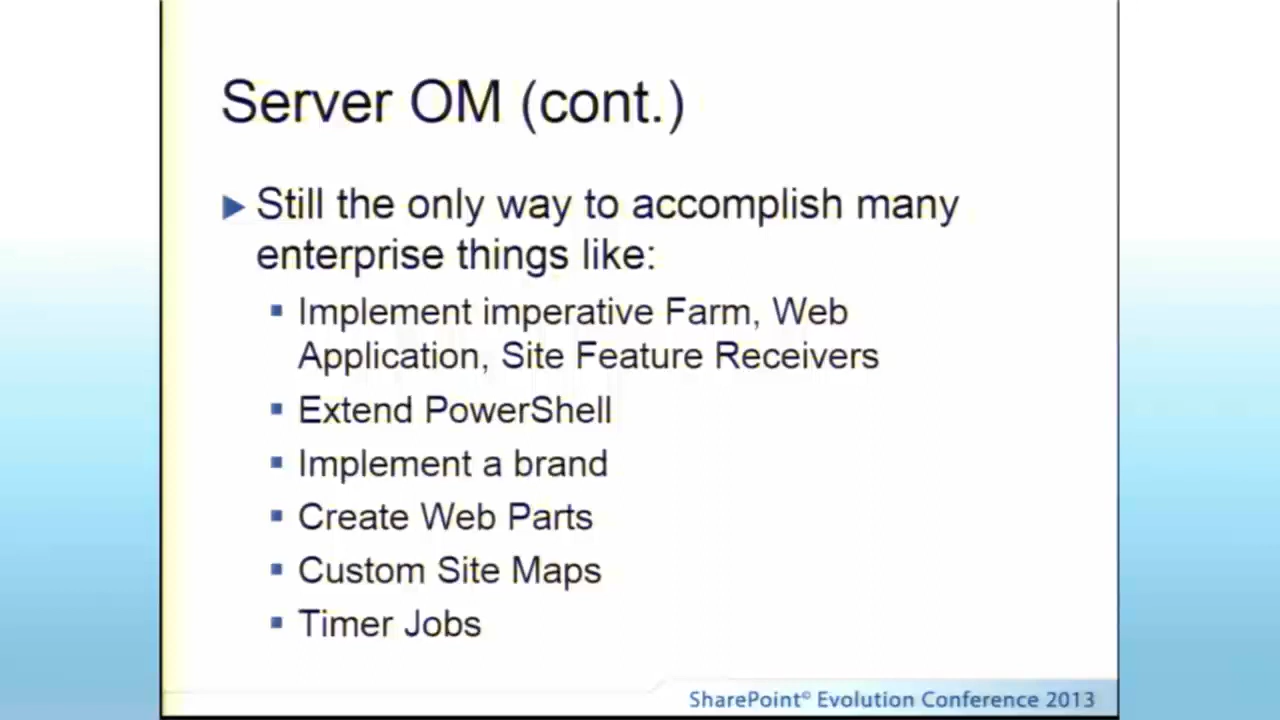 Server OM (cont.)
Still the only way to accomplish many
enterprise things like:
Implement imperative Farm, Web
Application, Site Feature Receivers
Extend PowerShell
Implement a brand
Create Web Parts
Custom Site Maps
Timer Jobs
SharePoint© Evolution Conference 2013